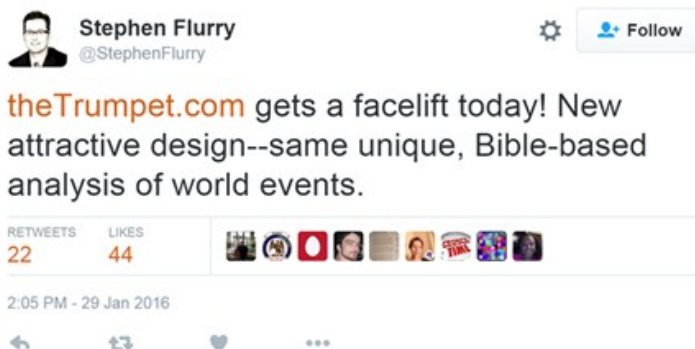 Stephen Flurry
@StephenFlurry
Follow
theTrumpet.com gets a facelift today! New
attractive design--same unique, Bible-based
analysis of world events.
RETWEETS LIKES
22 44
2:05 PM - 29 Jan 2016